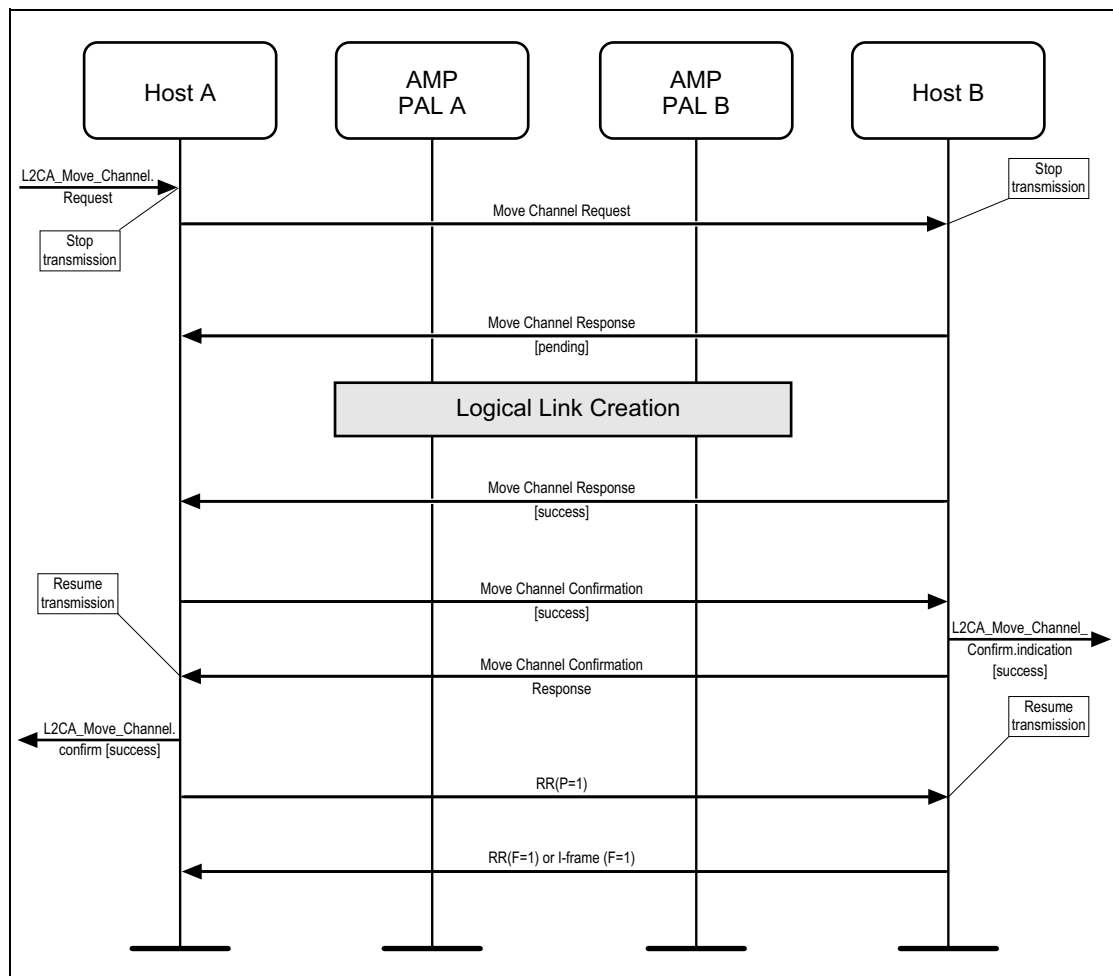 Host A
AMP
PAL A
AMP
PAL B
Host B
L2CA_Move_Channel.
Request
Stop
transmission
Move Channel Request
Stop
transmission
Move Channel Response
[pending]
Logical Link Creation
Move Channel Response
[success]
Resume
transmission
Move Channel Confirmation
[success]
L2CA_Move_Channel_
Confirm.indication
[success]
Move Channel Confirmation
Response
L2CA_Move_Channel.
confirm [success]
Resume
transmission
RR(P=1)
RR(F=1) or I-frame (F=1)